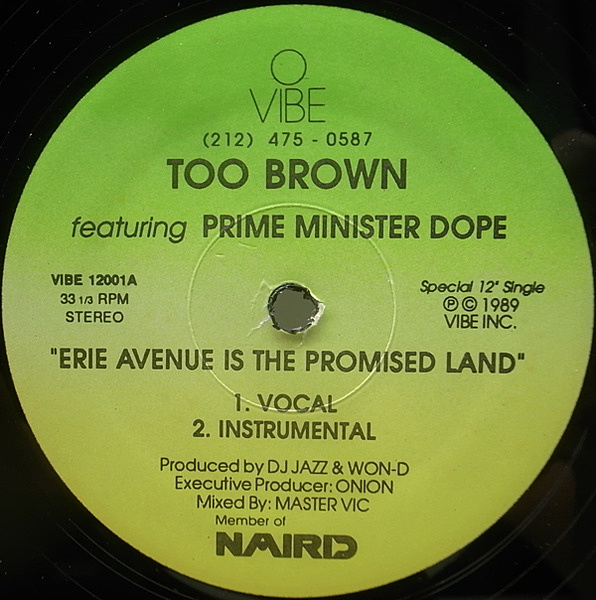 VIBE
(212) 475 - 0587
TOO BROWN
featuring PRIME MINISTER DOPE
VIBE 12001A
33 1/3 RPM
STEREO
Special 12" Single
℗ © 1989
VIBE INC.
"ERIE AVENUE IS THE PROMISED LAND"
1. VOCAL
2. INSTRUMENTAL
Produced by DJ JAZZ & WON-D
Executive Producer: ONION
Mixed By: MASTER VIC
Member of
NAIRD